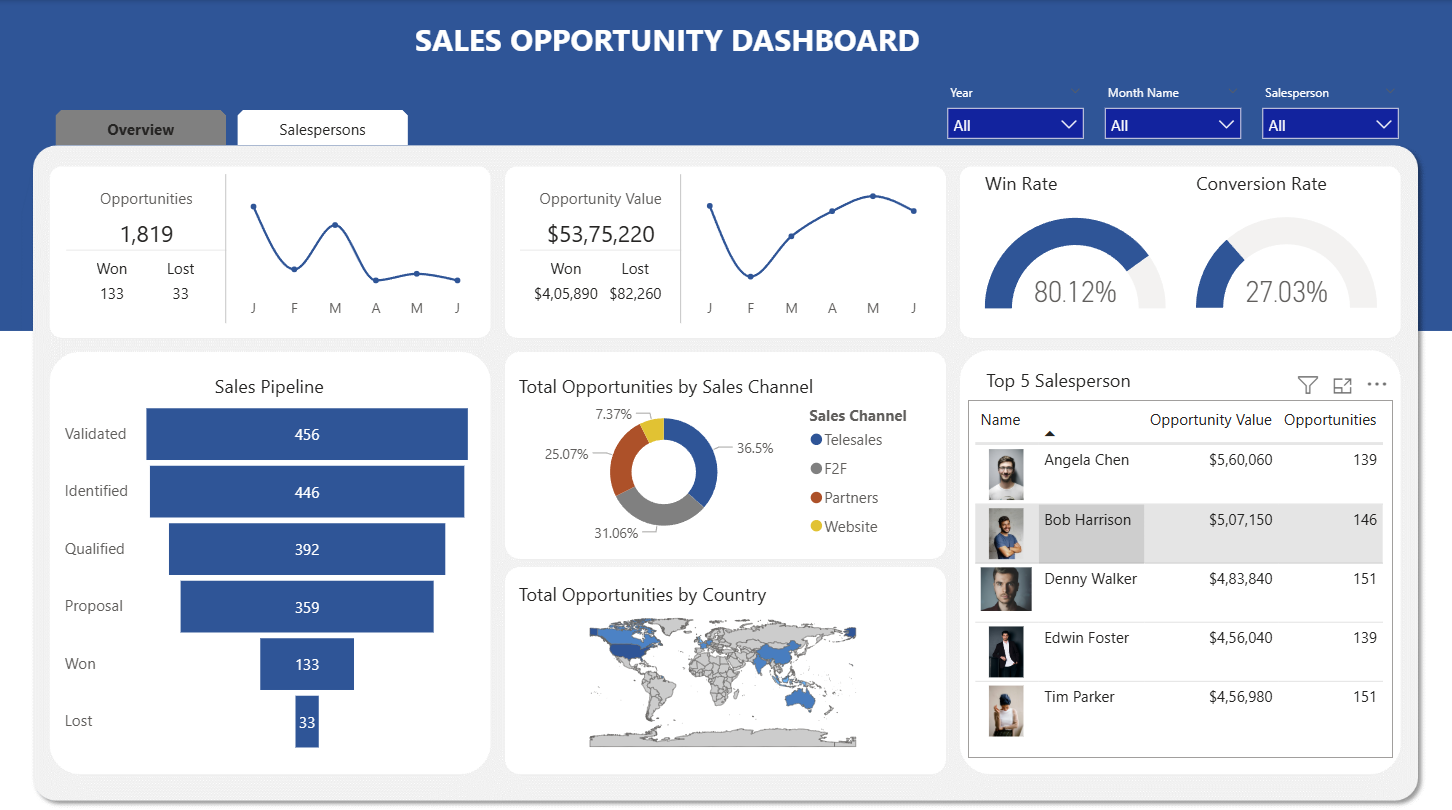 SALES OPPORTUNITY DASHBOARD
Year
Month Name
Salesperson
All
All
All
Overview
Salespersons
Opportunities
1,819
Won
Lost
133
33
J F M A M J
Opportunity Value
$53,75,220
Won
Lost
$4,05,890
$82,260
J F M A M J
Win Rate
80.12%
Conversion Rate
27.03%
Sales Pipeline
Validated 456
Identified 446
Qualified 392
Proposal 359
Won 133
Lost 33
Total Opportunities by Sales Channel
7.37%
25.07%
36.5%
31.06%
Sales Channel
Telesales
F2F
Partners
Website
Total Opportunities by Country
Top 5 Salesperson
Name Opportunity Value Opportunities
Angela Chen $5,60,060 139
Bob Harrison $5,07,150 146
Denny Walker $4,83,840 151
Edwin Foster $4,56,040 139
Tim Parker $4,56,980 151